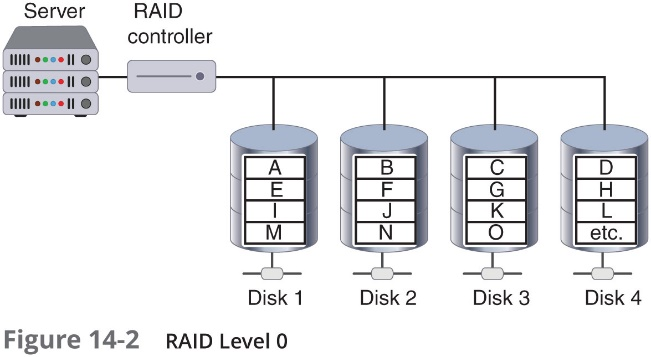 Server
RAID
controller
A B C D
E F G H
I J K L
M N O etc.
Disk 1 Disk 2 Disk 3 Disk 4
Figure 14-2 RAID Level 0